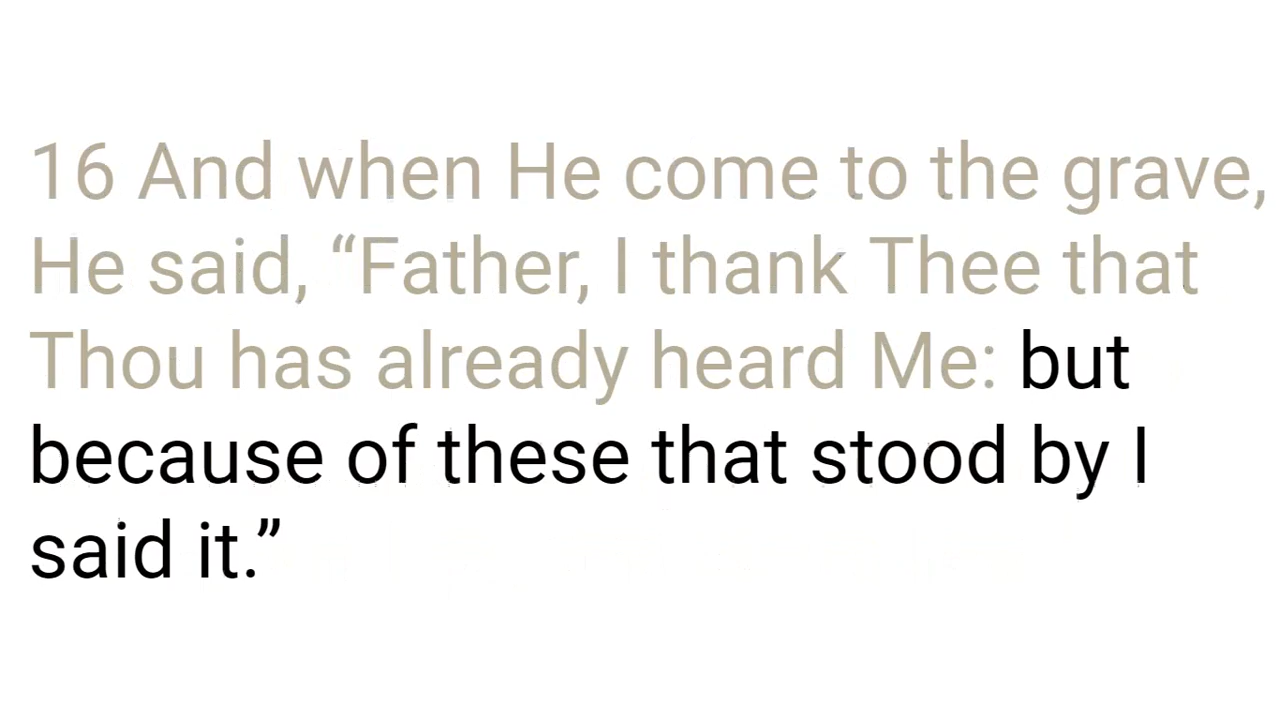 16 And when He come to the grave,
He said, “Father, I thank Thee that
Thou has already heard Me: but
because of these that stood by I
said it.”